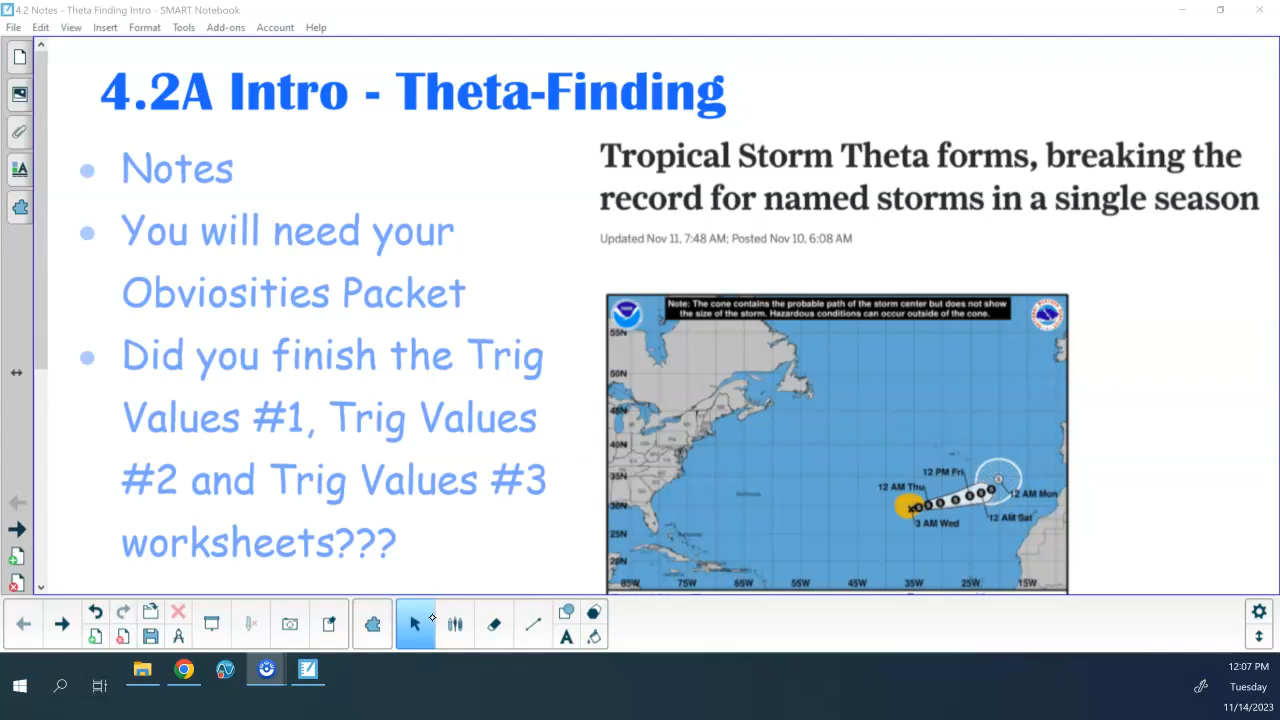 4.2 Notes - Theta Finding Intro - SMART Notebook
File Edit View Insert Format Tools Add-ons Account Help
4.2A Intro - Theta-Finding
Notes
You will need your
Obviosities Packet
Did you finish the Trig
Values #1, Trig Values
#2 and Trig Values #3
worksheets???
Tropical Storm Theta forms, breaking the
record for named storms in a single season
Updated Nov 11, 7:48 AM; Posted Nov 10, 6:08 AM
Note: The cone contains the probable path of the storm center but does not show
the size of the storm. Hazardous conditions can occur outside of the cone.
55N
50N
45N
40N
35N
30N
25N
20N
12 PM Fri
12 AM Thu
12 AM Mon
12 AM Sat
3 AM Wed
85W 75W 65W 55W 45W 35W 25W 15W
12:07 PM
Tuesday
11/14/2023